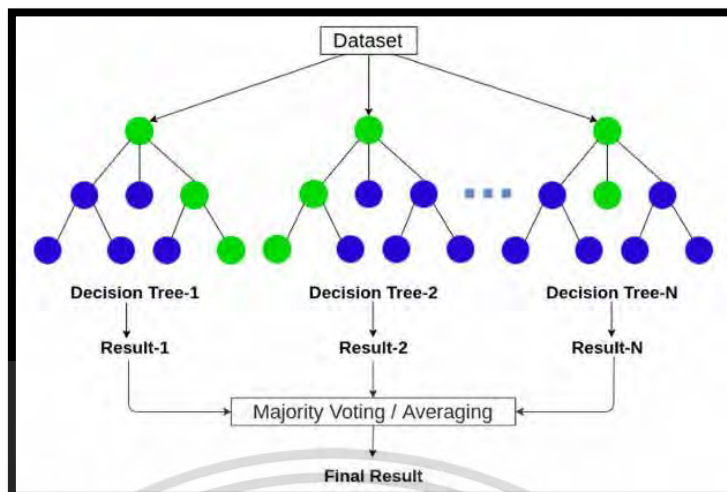 Dataset
Decision Tree-1 Decision Tree-2 Decision Tree-N
Result-1 Result-2 Result-N
Majority Voting / Averaging
Final Result